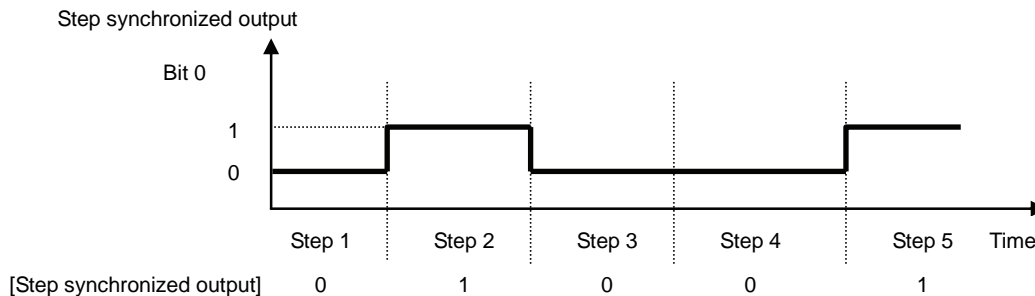 Step synchronized output
Bit 0
1
0
Step 1 Step 2 Step 3 Step 4 Step 5 Time
[Step synchronized output] 0 1 0 0 1